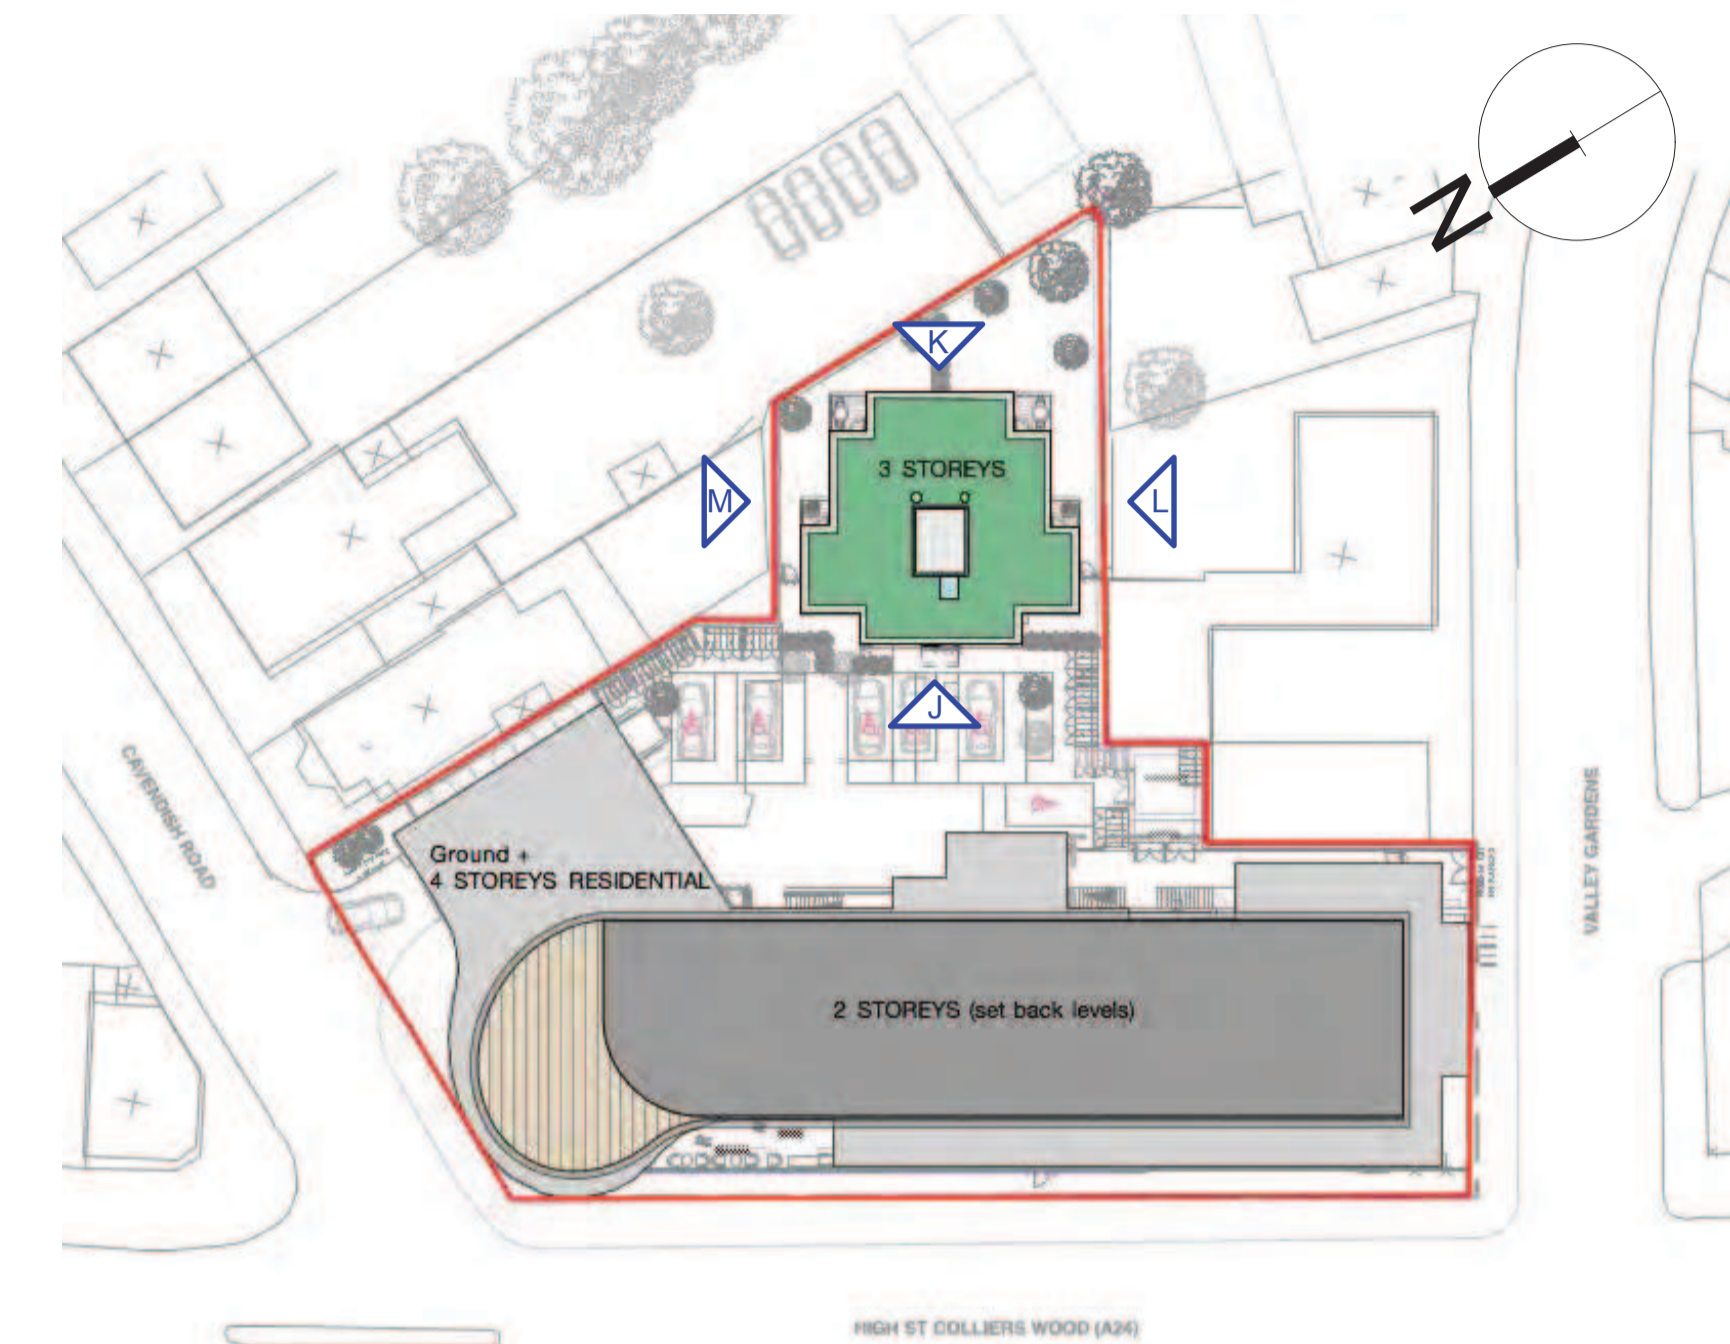 N
K
3 STOREYS
M
L
J
CAVENDISH ROAD
VALLEY GARDENS
Ground +
4 STOREYS RESIDENTIAL
2 STOREYS (set back levels)
HIGH ST COLLIERS WOOD (A24)